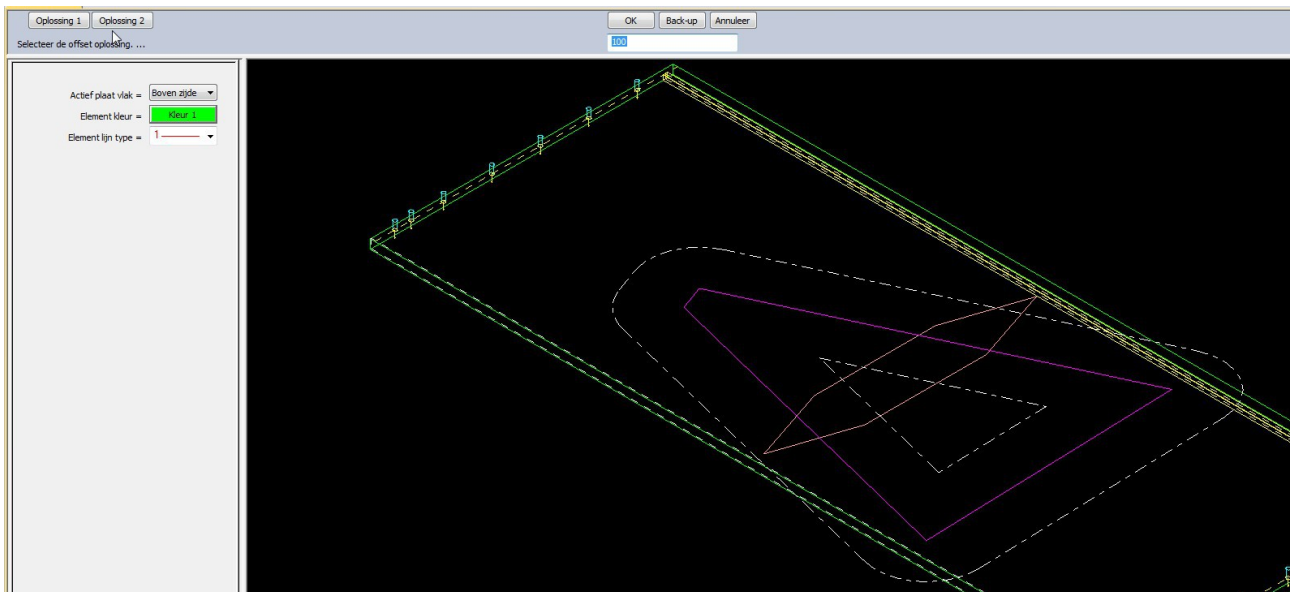 Oplossing 1 Oplossing 2 OK Back-up Annuleer
Selecteer de offset oplossing. ... 100
Actief plaat vlak = Boven zijde
Element kleur = Kleur 1
Element lijn type = 1